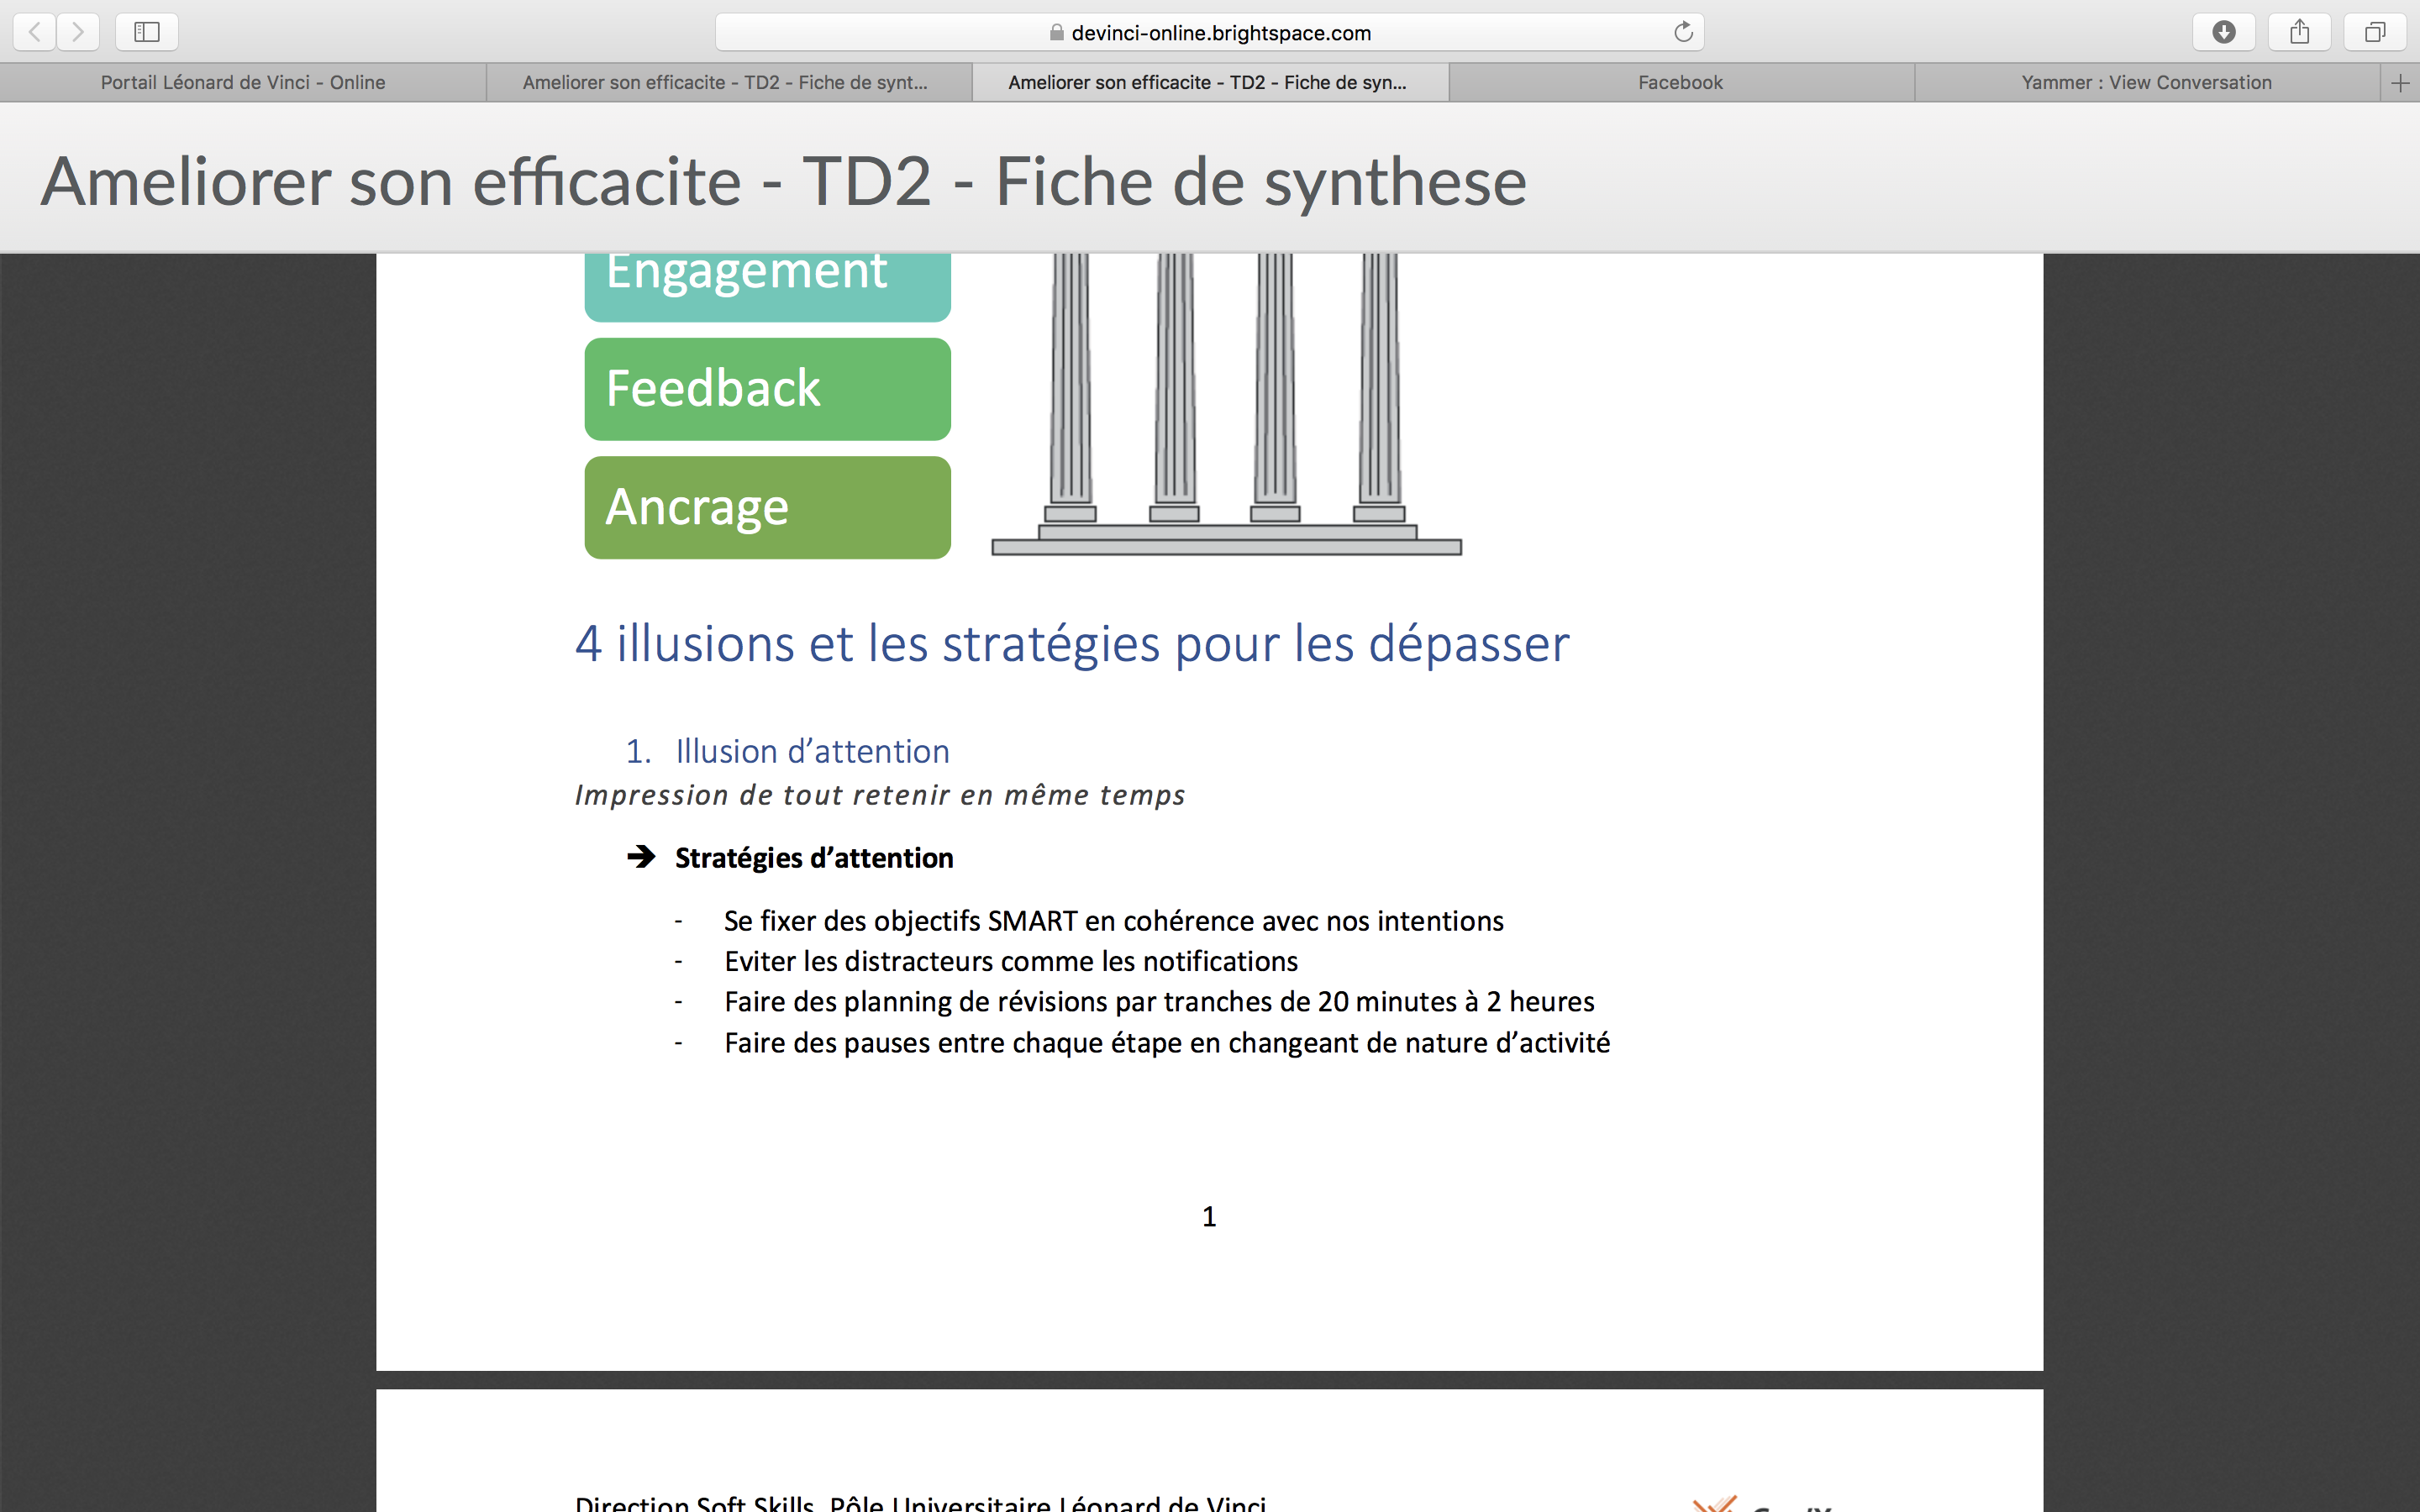 devinci-online.brightspace.com
Portail Léonard de Vinci - Online
Ameliorer son efficacite - TD2 - Fiche de synt...
Ameliorer son efficacite - TD2 - Fiche de syn...
Facebook
Yammer : View Conversation
Ameliorer son efficacite - TD2 - Fiche de synthese
Engagement
Feedback
Ancrage
4 illusions et les stratégies pour les dépasser
1. Illusion d’attention
Impression de tout retenir en même temps
➔ Stratégies d’attention
- Se fixer des objectifs SMART en cohérence avec nos intentions
- Eviter les distracteurs comme les notifications
- Faire des planning de révisions par tranches de 20 minutes à 2 heures
- Faire des pauses entre chaque étape en changeant de nature d’activité
1
Direction Soft Skills, Pôle Universitaire Léonard de Vinci